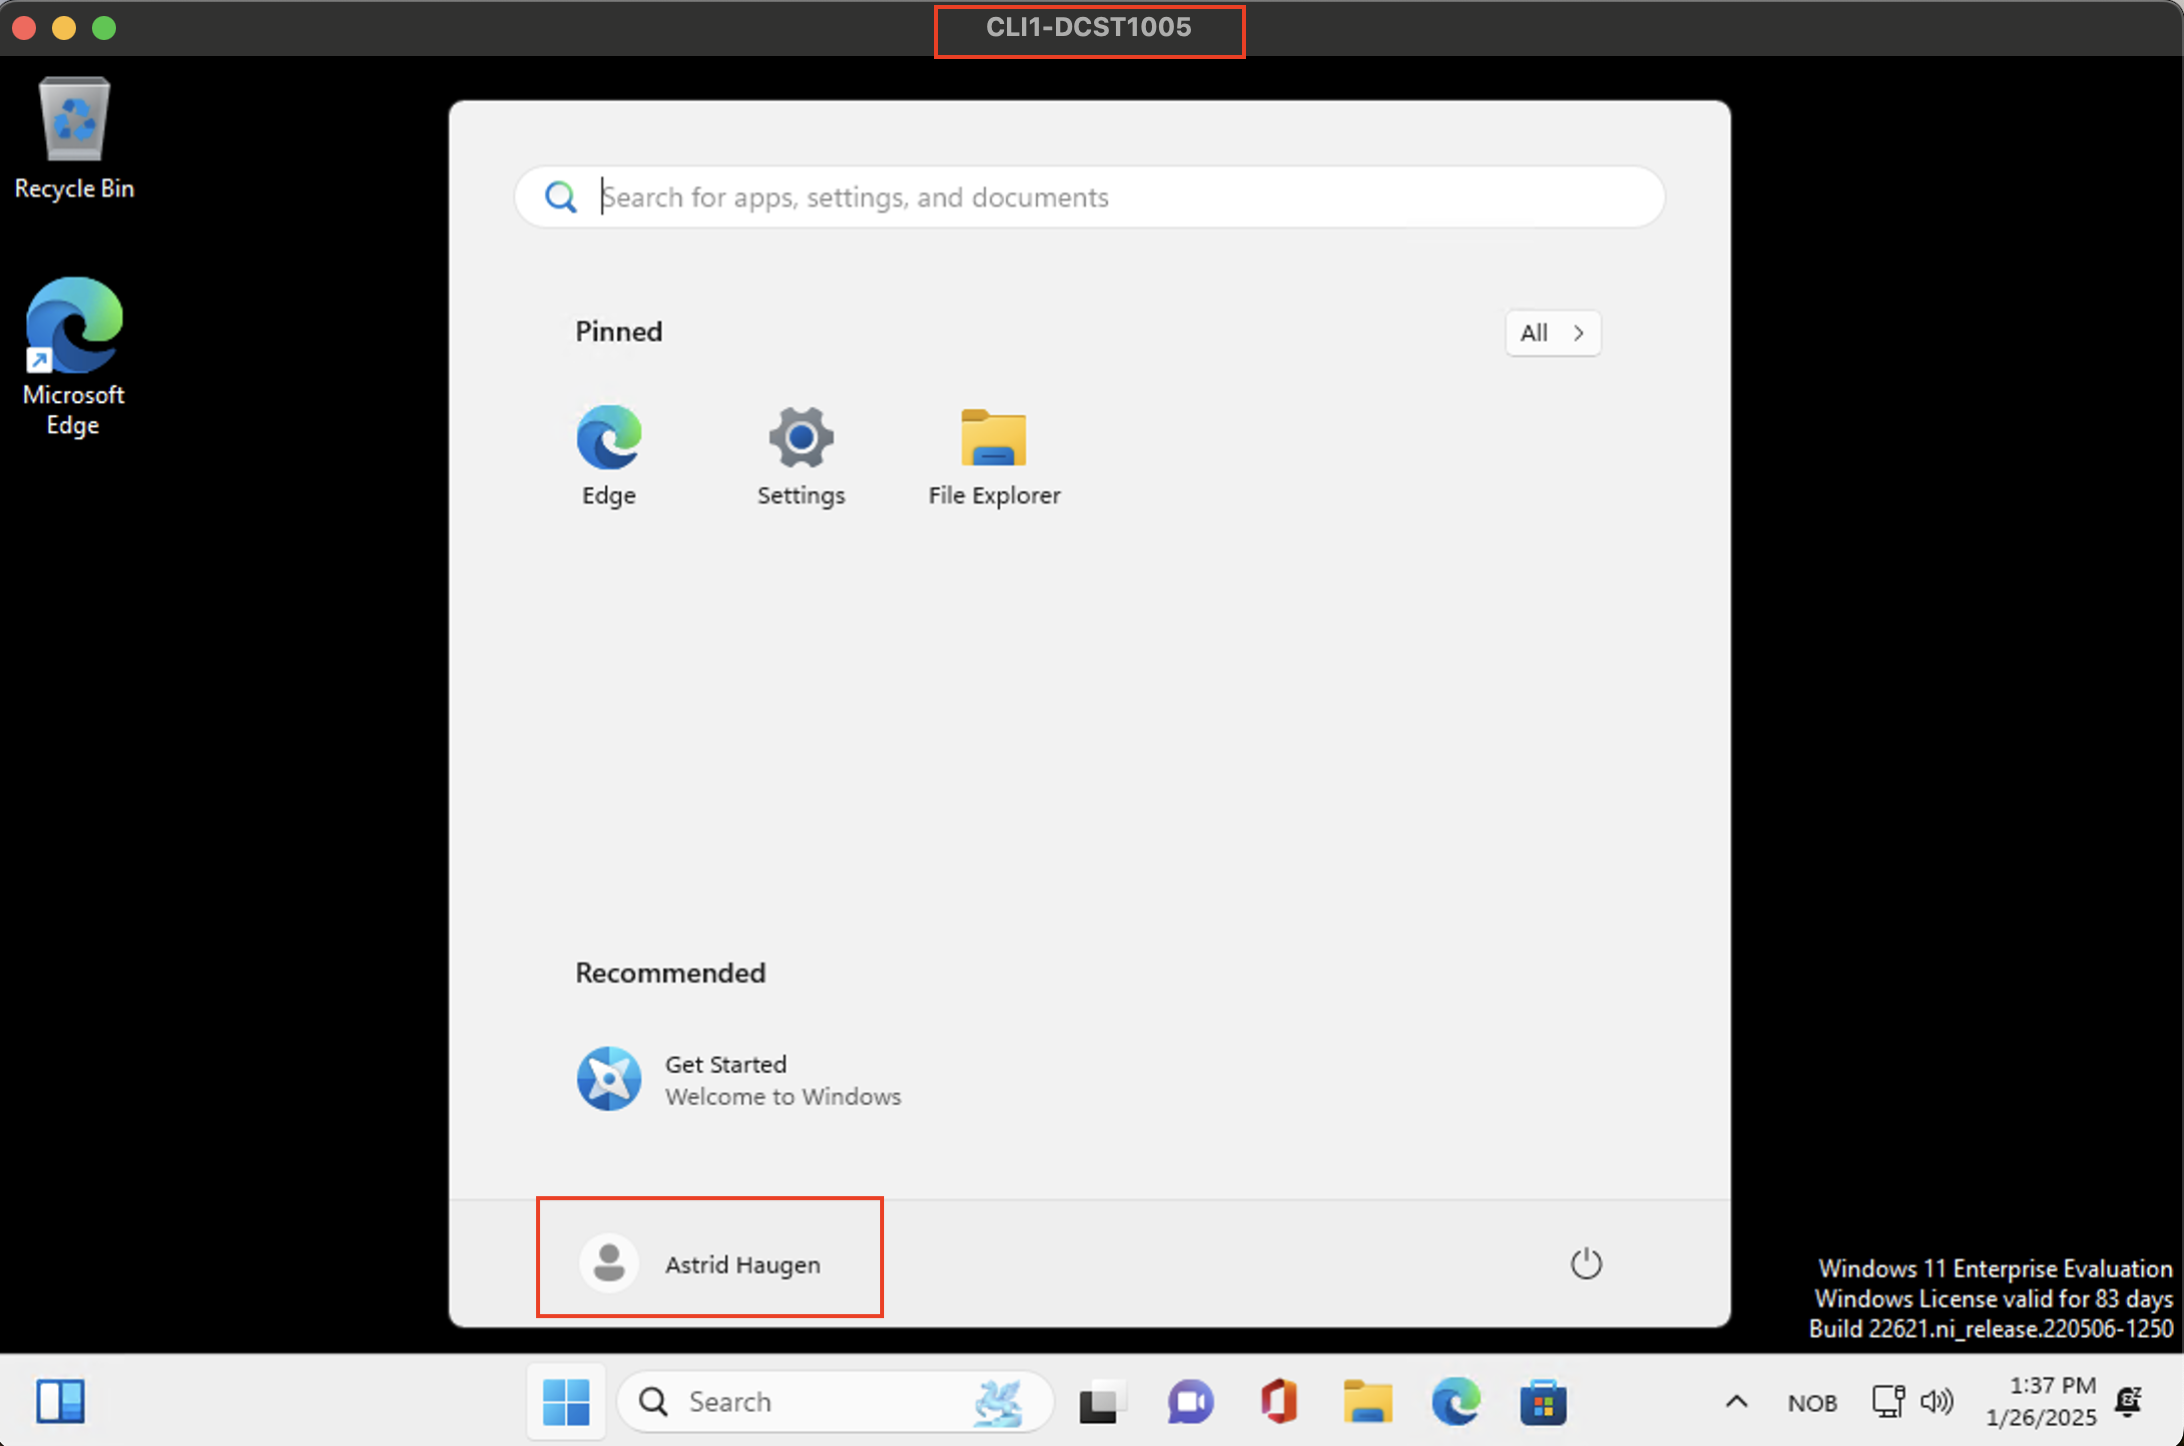 CLI1-DCST1005
Recycle Bin
Microsoft
Edge
Search for apps, settings, and documents
Pinned
All
Edge
Settings
File Explorer
Recommended
Get Started
Welcome to Windows
Astrid Haugen
Windows 11 Enterprise Evaluation
Windows License valid for 83 days
Build 22621.ni_release.220506-1250
Search
NOB
1:37 PM
1/26/2025